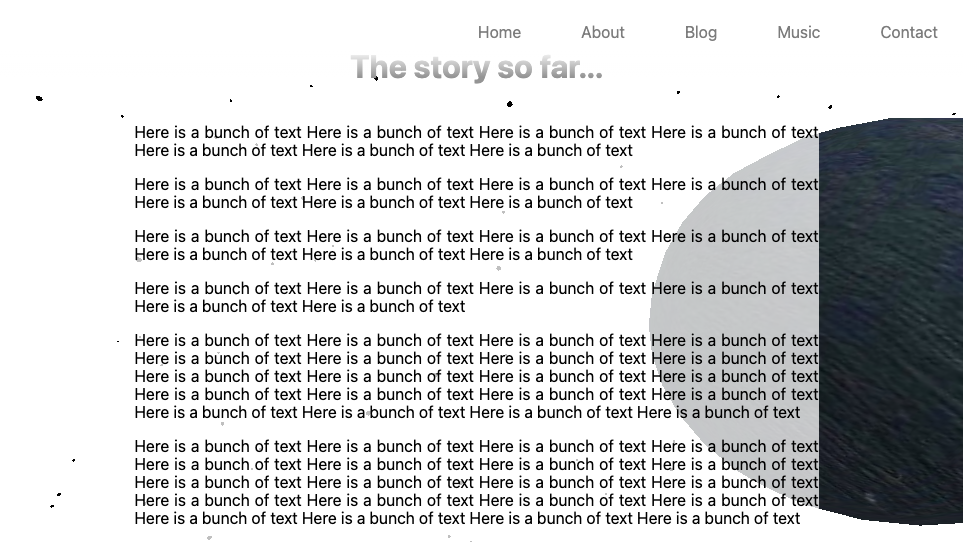 Home About Blog Music Contact
The story so far...
Here is a bunch of text Here is a bunch of text Here is a bunch of text Here is a bunch of text
Here is a bunch of text Here is a bunch of text Here is a bunch of text
Here is a bunch of text Here is a bunch of text Here is a bunch of text Here is a bunch of text
Here is a bunch of text Here is a bunch of text Here is a bunch of text
Here is a bunch of text Here is a bunch of text Here is a bunch of text Here is a bunch of text
Here is a bunch of text Here is a bunch of text Here is a bunch of text
Here is a bunch of text Here is a bunch of text Here is a bunch of text Here is a bunch of text
Here is a bunch of text Here is a bunch of text
Here is a bunch of text Here is a bunch of text Here is a bunch of text Here is a bunch of text
Here is a bunch of text Here is a bunch of text Here is a bunch of text Here is a bunch of text
Here is a bunch of text Here is a bunch of text Here is a bunch of text Here is a bunch of text
Here is a bunch of text Here is a bunch of text Here is a bunch of text Here is a bunch of text
Here is a bunch of text Here is a bunch of text Here is a bunch of text Here is a bunch of text
Here is a bunch of text Here is a bunch of text Here is a bunch of text Here is a bunch of text
Here is a bunch of text Here is a bunch of text Here is a bunch of text Here is a bunch of text
Here is a bunch of text Here is a bunch of text Here is a bunch of text Here is a bunch of text
Here is a bunch of text Here is a bunch of text Here is a bunch of text Here is a bunch of text
Here is a bunch of text Here is a bunch of text Here is a bunch of text Here is a bunch of text